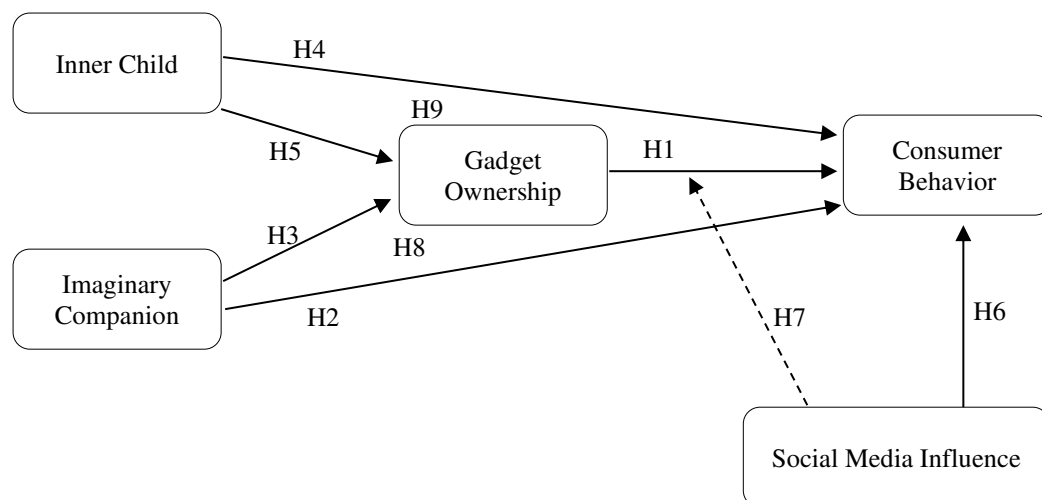 Inner Child
H4
H9
H5
Gadget
Ownership
H1
Consumer
Behavior
H3
H8
Imaginary
Companion
H2
H7
H6
Social Media Influence